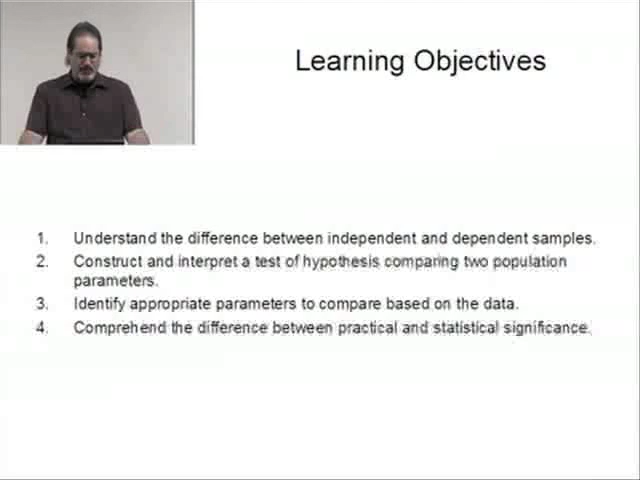 Learning Objectives
1. Understand the difference between independent and dependent samples.
2. Construct and interpret a test of hypothesis comparing two population
parameters.
3. Identify appropriate parameters to compare based on the data.
4. Comprehend the difference between practical and statistical significance.